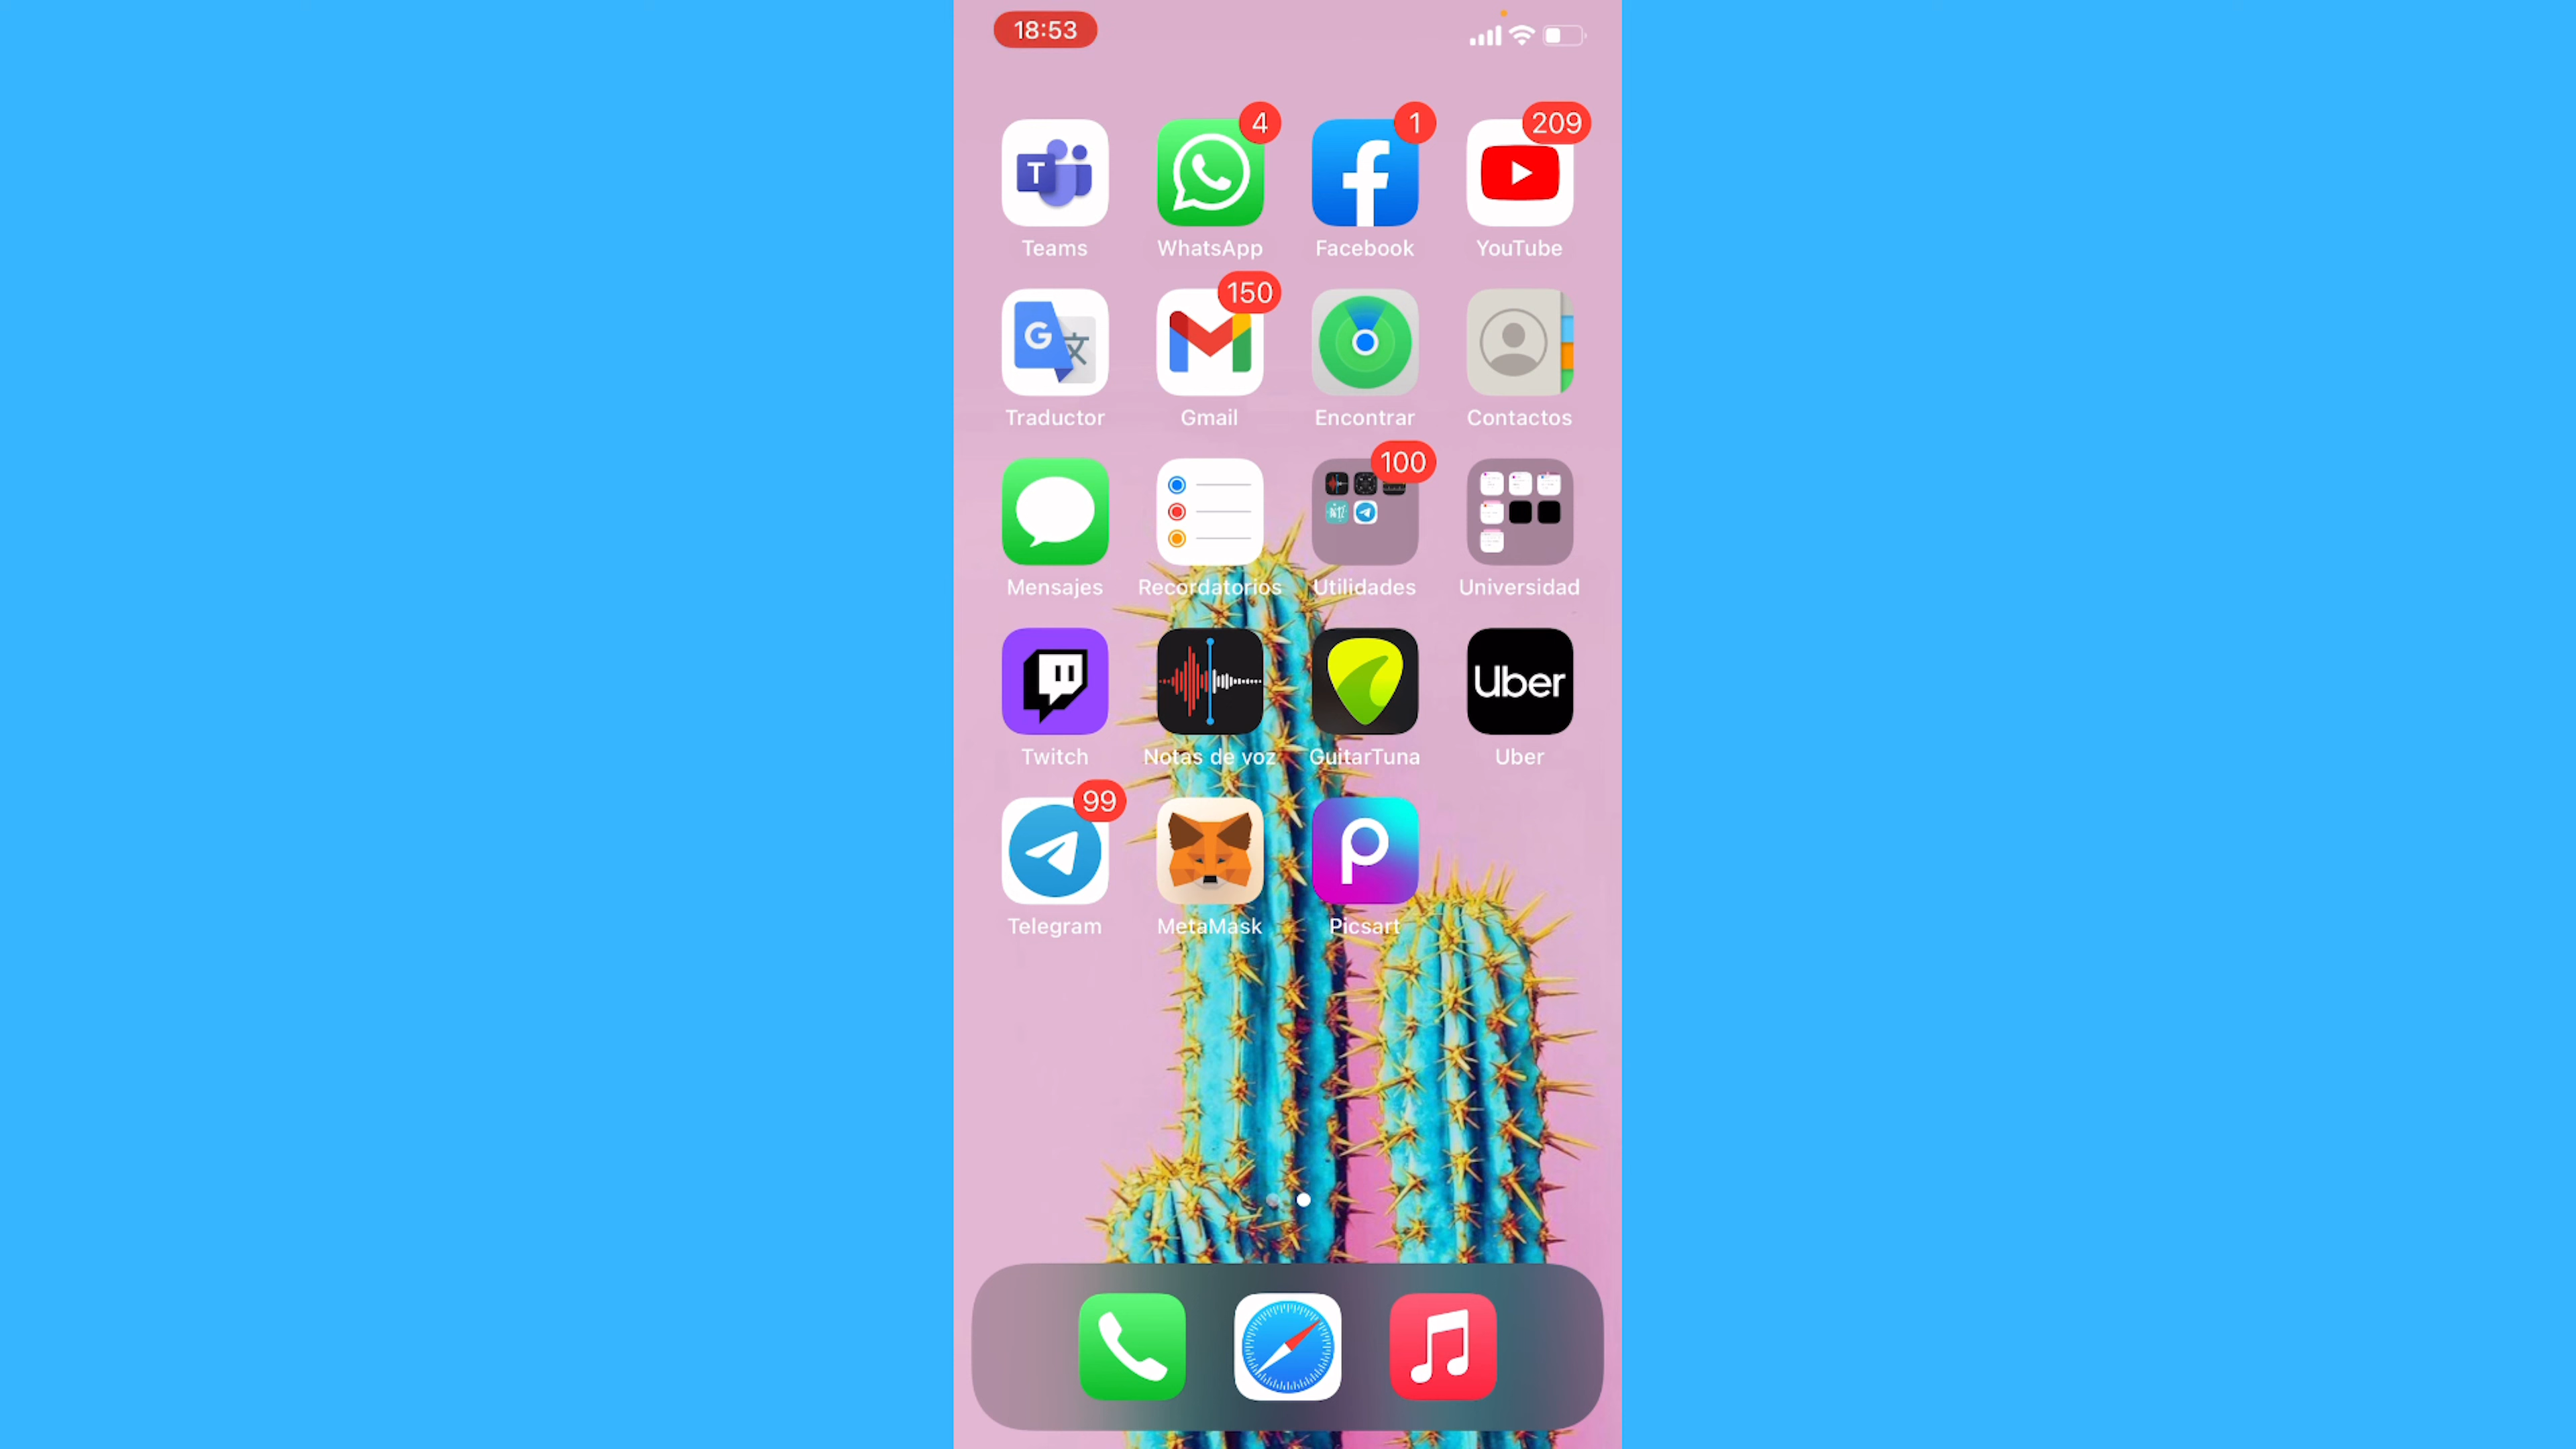 18:53
4
1
209
T
Teams
WhatsApp
Facebook
YouTube
150
G
文
Traductor
Gmail
Encontrar
Contactos
100
Mensajes
Recordatorios
Utilidades
Universidad
Uber
Twitch
Notas de voz
GuitarTuna
Uber
99
Telegram
MetaMask
Picsart